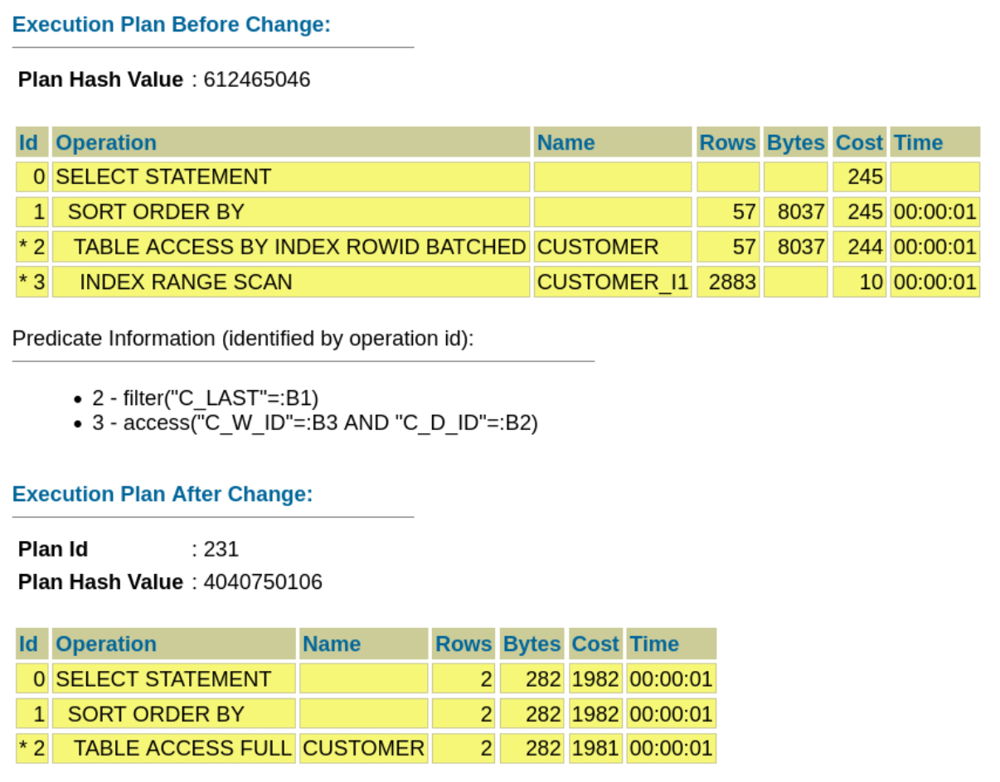 Execution Plan Before Change:
Plan Hash Value : 612465046
Id Operation Name Rows Bytes Cost Time
0 SELECT STATEMENT 245
1 SORT ORDER BY 57 8037 245 00:00:01
* 2 TABLE ACCESS BY INDEX ROWID BATCHED CUSTOMER 57 8037 244 00:00:01
* 3 INDEX RANGE SCAN CUSTOMER_I1 2883 10 00:00:01
Predicate Information (identified by operation id):
• 2 - filter("C_LAST"=:B1)
• 3 - access("C_W_ID"=:B3 AND "C_D_ID"=:B2)
Execution Plan After Change:
Plan Id : 231
Plan Hash Value : 4040750106
Id Operation Name Rows Bytes Cost Time
0 SELECT STATEMENT 2 282 1982 00:00:01
1 SORT ORDER BY 2 282 1982 00:00:01
* 2 TABLE ACCESS FULL CUSTOMER 2 282 1981 00:00:01